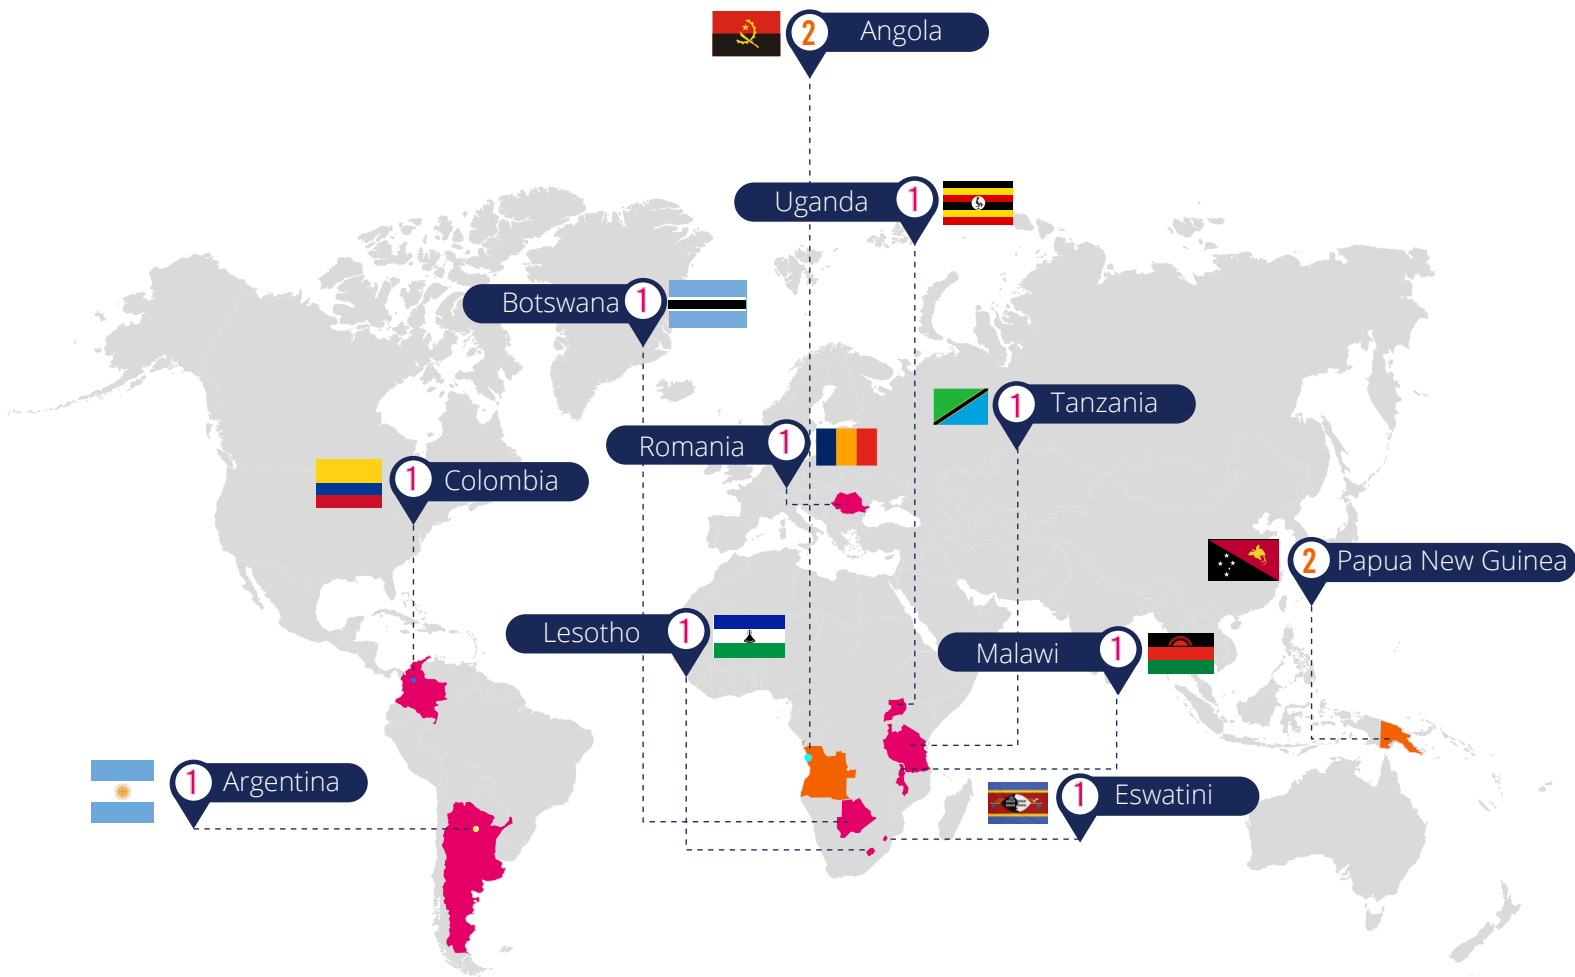 2 Angola
Uganda 1
Botswana 1
1 Tanzania
Romania 1
1 Colombia
2 Papua New Guinea
Lesotho 1
Malawi 1
1 Argentina
1 Eswatini